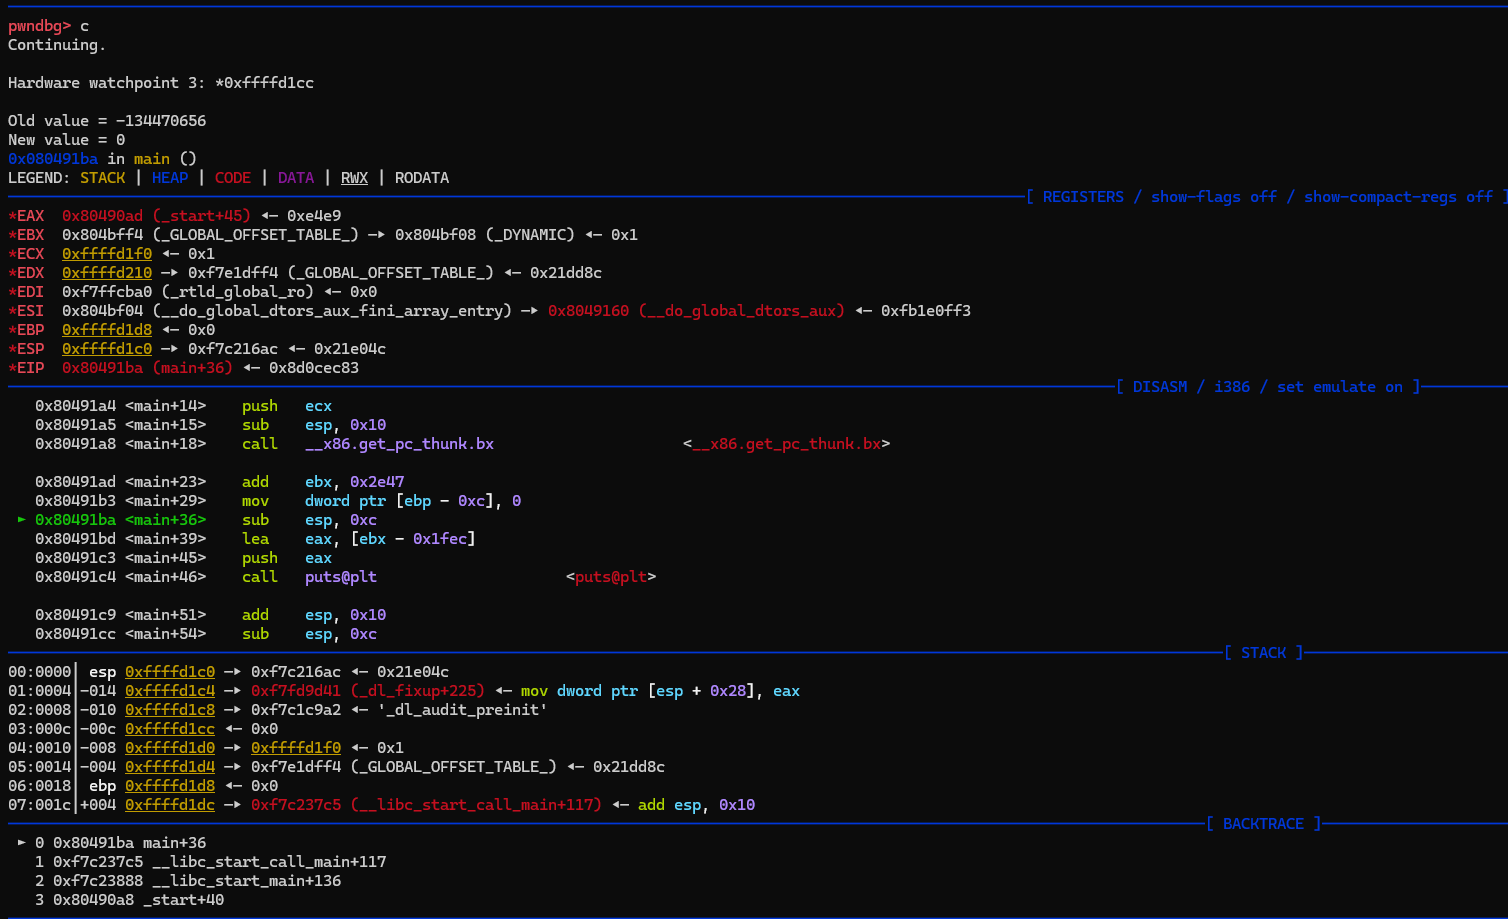 pwndbg> c
Continuing.
Hardware watchpoint 3: *0xffffd1cc
Old value = -134470656
New value = 0
0x080491ba in main ()
LEGEND: STACK | HEAP | CODE | DATA | RWX | RODATA
[ REGISTERS / show-flags off / show-compact-regs off ]
*EAX  0x80490ad (_start+45) ◂— 0xe4e9
*EBX  0x804bff4 (_GLOBAL_OFFSET_TABLE_) —▸ 0x804bf08 (_DYNAMIC) ◂— 0x1
*ECX  0xffffd1f0 ◂— 0x1
*EDX  0xffffd210 —▸ 0xf7e1dff4 (_GLOBAL_OFFSET_TABLE_) ◂— 0x21dd8c
*EDI  0xf7ffcba0 (_rtld_global_ro) ◂— 0x0
*ESI  0x804bf04 (__do_global_dtors_aux_fini_array_entry) —▸ 0x8049160 (__do_global_dtors_aux) ◂— 0xfb1e0ff3
*EBP  0xffffd1d8 ◂— 0x0
*ESP  0xffffd1c0 —▸ 0xf7c216ac ◂— 0x21e04c
*EIP  0x80491ba (main+36) ◂— 0x8d0cec83
[ DISASM / i386 / set emulate on ]
0x80491a4 <main+14>    push   ecx
0x80491a5 <main+15>    sub    esp, 0x10
0x80491a8 <main+18>    call   __x86.get_pc_thunk.bx                     <__x86.get_pc_thunk.bx>
0x80491ad <main+23>    add    ebx, 0x2e47
0x80491b3 <main+29>    mov    dword ptr [ebp - 0xc], 0
► 0x80491ba <main+36>    sub    esp, 0xc
0x80491bd <main+39>    lea    eax, [ebx - 0x1fec]
0x80491c3 <main+45>    push   eax
0x80491c4 <main+46>    call   puts@plt                     <puts@plt>
0x80491c9 <main+51>    add    esp, 0x10
0x80491cc <main+54>    sub    esp, 0xc
[ STACK ]
00:0000│ esp 0xffffd1c0 —▸ 0xf7c216ac ◂— 0x21e04c
01:0004│-014 0xffffd1c4 —▸ 0xf7fd9d41 (_dl_fixup+225) ◂— mov dword ptr [esp + 0x28], eax
02:0008│-010 0xffffd1c8 —▸ 0xf7c1c9a2 ◂— '_dl_audit_preinit'
03:000c│-00c 0xffffd1cc ◂— 0x0
04:0010│-008 0xffffd1d0 —▸ 0xffffd1f0 ◂— 0x1
05:0014│-004 0xffffd1d4 —▸ 0xf7e1dff4 (_GLOBAL_OFFSET_TABLE_) ◂— 0x21dd8c
06:0018│ ebp 0xffffd1d8 ◂— 0x0
07:001c│+004 0xffffd1dc —▸ 0xf7c237c5 (__libc_start_call_main+117) ◂— add esp, 0x10
[ BACKTRACE ]
► 0 0x80491ba main+36
1 0xf7c237c5 __libc_start_call_main+117
2 0xf7c23888 __libc_start_main+136
3 0x80490a8 _start+40